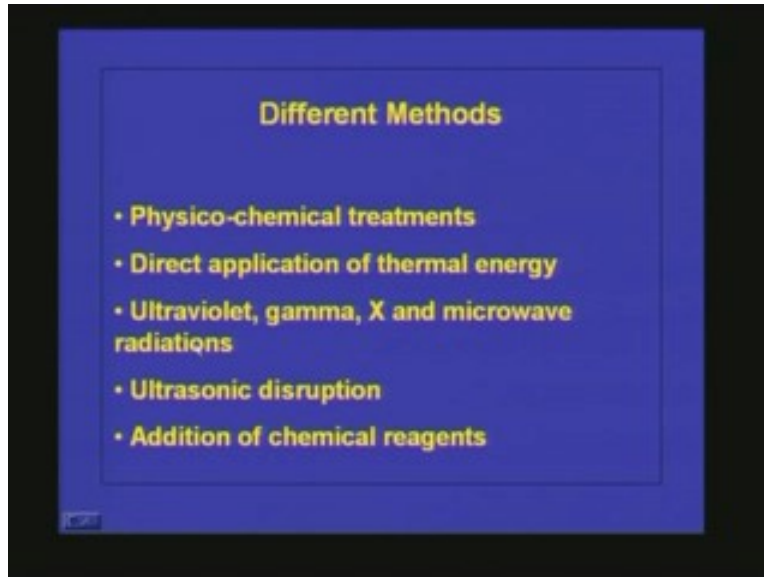 Different Methods
• Physico-chemical treatments
• Direct application of thermal energy
• Ultraviolet, gamma, X and microwave
radiations
• Ultrasonic disruption
• Addition of chemical reagents